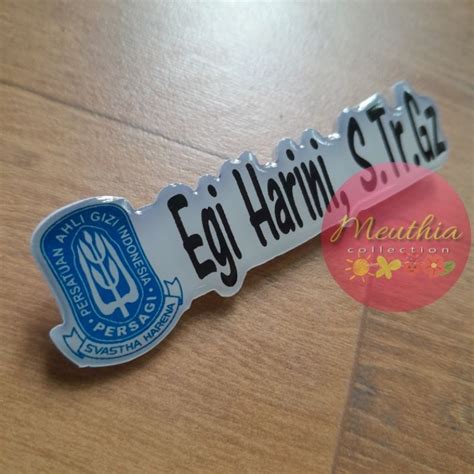 Egi Harini, S.Tr.Gz
PERSATUAN AHLI GIZI INDONESIA
PERSAGI
SVASTHA HARENA
Meuthia
collection